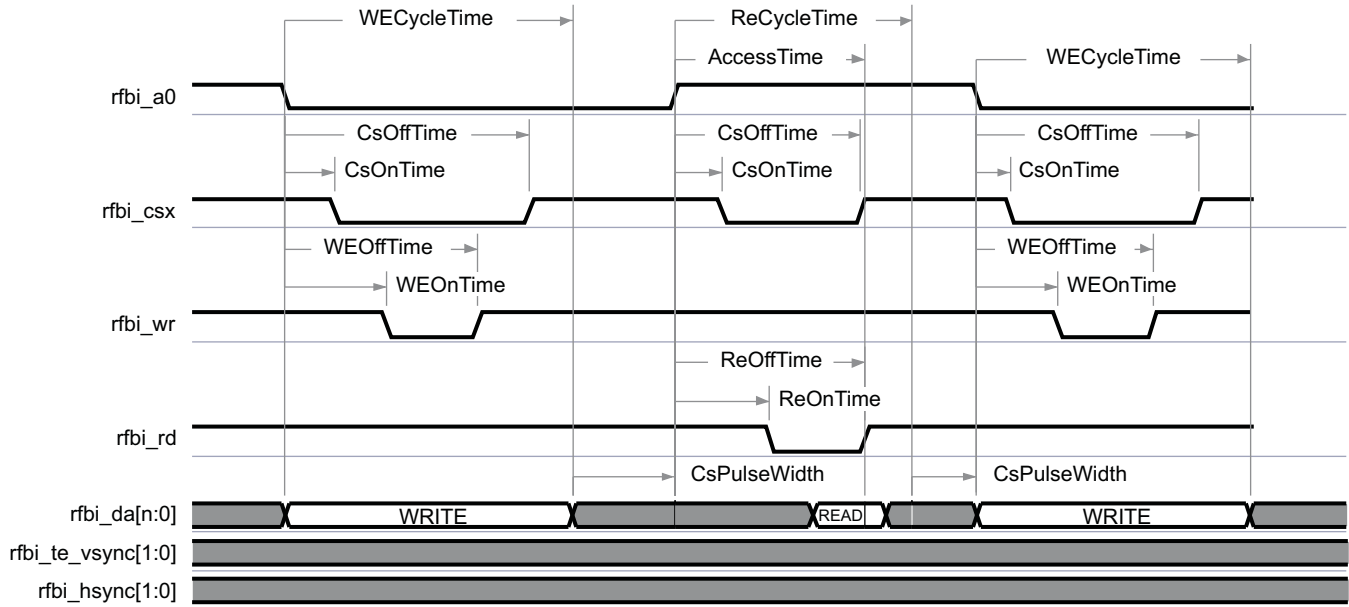 WECycleTime ReCycleTime
AccessTime WECycleTime
rfbi_a0
CsOffTime CsOffTime CsOffTime
CsOnTime CsOnTime CsOnTime
rfbi_csx
WEOffTime WEOffTime
WEOnTime WEOnTime
rfbi_wr
ReOffTime
ReOnTime
rfbi_rd
CsPulseWidth CsPulseWidth
rfbi_da[n:0] WRITE READ WRITE
rfbi_te_vsync[1:0]
rfbi_hsync[1:0]